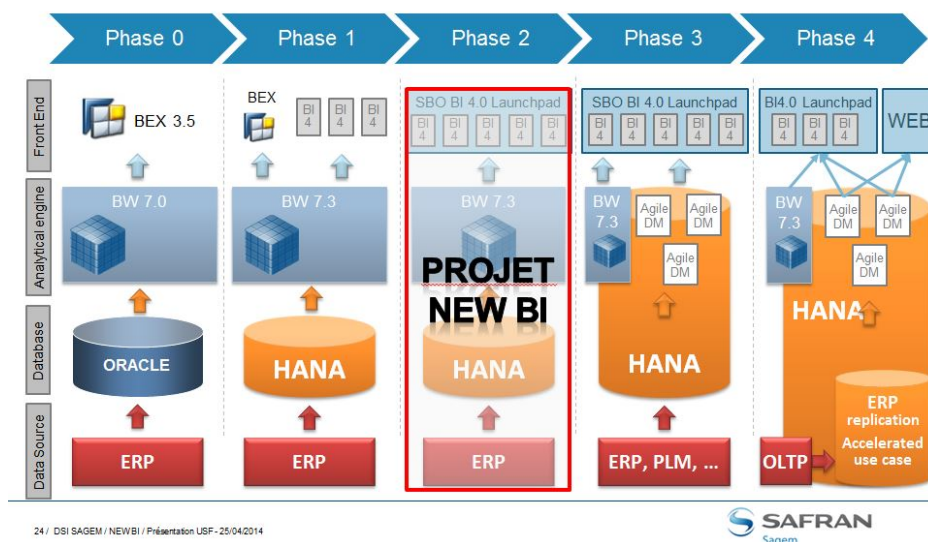 Phase 0
Phase 1
Phase 2
Phase 3
Phase 4
Front End
BEX 3.5
BEX
BI 4
BI 4
BI 4
SBO BI 4.0 Launchpad
BI 4
BI 4
BI 4
BI 4
BI 4
SBO BI 4.0 Launchpad
BI 4
BI 4
BI 4
BI 4
BI 4
BI4.0 Launchpad
BI 4
BI 4
BI 4
WEB
Analytical engine
BW 7.0
BW 7.3
BW 7.3
BW 7.3
Agile DM
Agile DM
Agile DM
BW 7.3
Agile DM
Agile DM
Agile DM
PROJET
NEW BI
Database
ORACLE
HANA
HANA
HANA
HANA
ERP
replication
Accelerated
use case
Data Source
ERP
ERP
ERP
ERP, PLM, ...
OLTP
24 / DSI SAGEM / NEWBI / Présentation USF - 25/04/2014
SAFRAN
Sagem